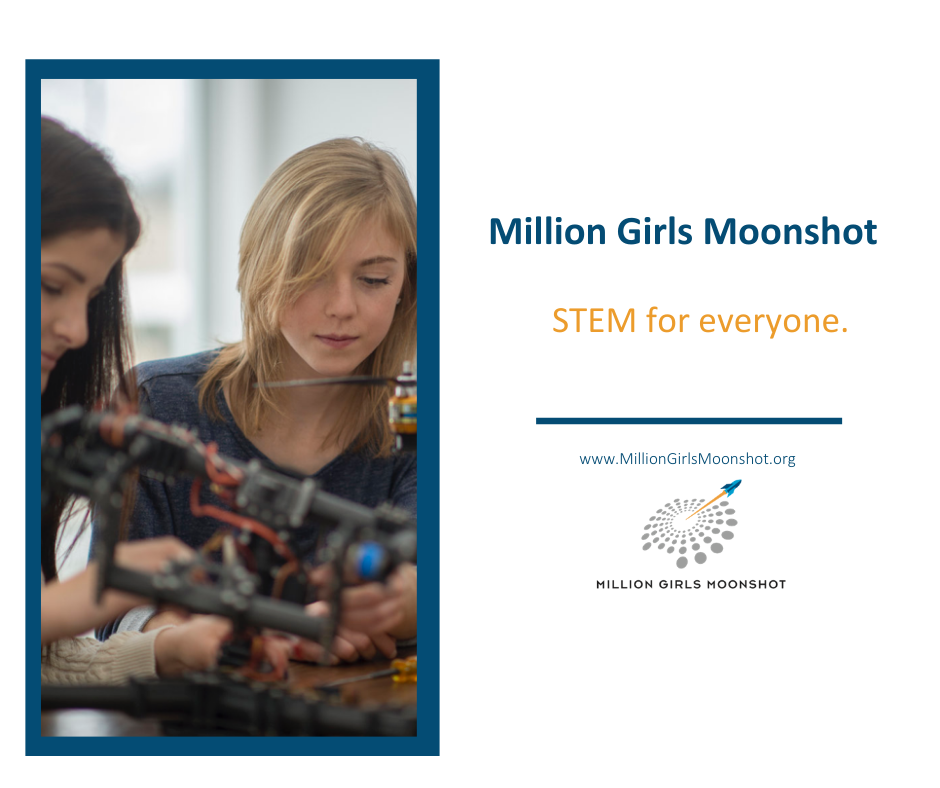 Million Girls Moonshot
STEM for everyone.
www.MillionGirlsMoonshot.org
MILLION GIRLS MOONSHOT